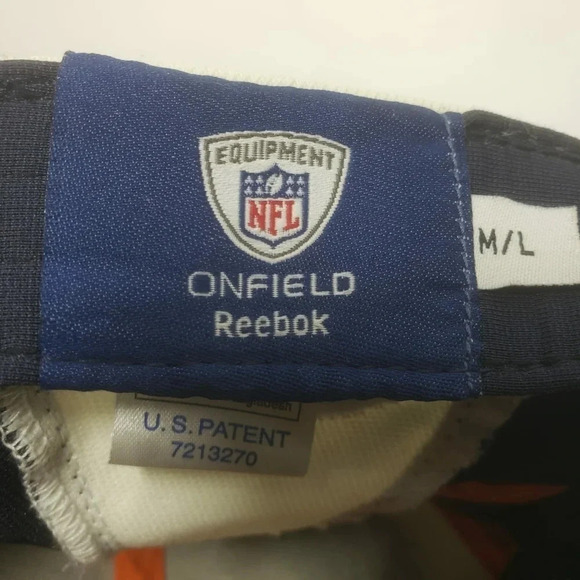 EQUIPMENT
NFL
ONFIELD
Reebok
M/L
U.S. PATENT
7213270